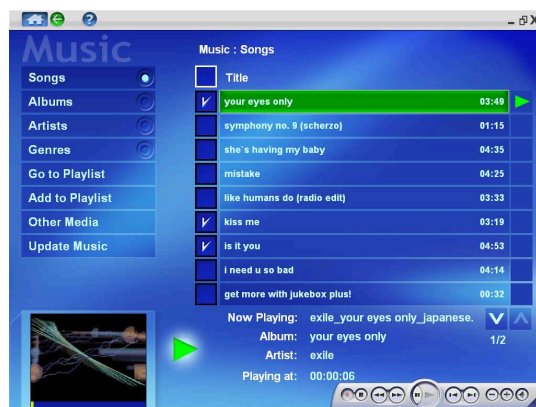 Music
Music : Songs
Songs
Albums
Artists
Genres
Go to Playlist
Add to Playlist
Other Media
Update Music
Title
your eyes only 03:49
symphony no. 9 (scherzo) 01:15
she's having my baby 04:35
mistake 04:25
like humans do (radio edit) 03:33
kiss me 03:19
is it you 04:53
i need u so bad 04:14
get more with jukebox plus! 00:32
Now Playing: exile_your eyes only_japanese.
Album: your eyes only
1/2
Artist: exile
Playing at: 00:00:06